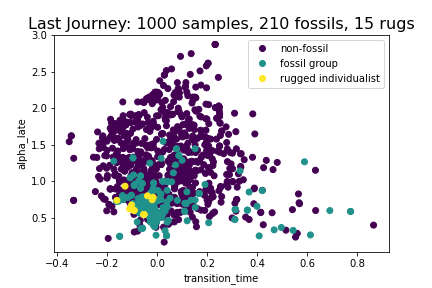 Last Journey: 1000 samples, 210 fossils, 15 rugs
3.0
2.5
2.0
1.5
1.0
0.5
alpha_late
non-fossil
fossil group
rugged individualist
−0.4 −0.2 0.0 0.2 0.4 0.6 0.8
transition_time